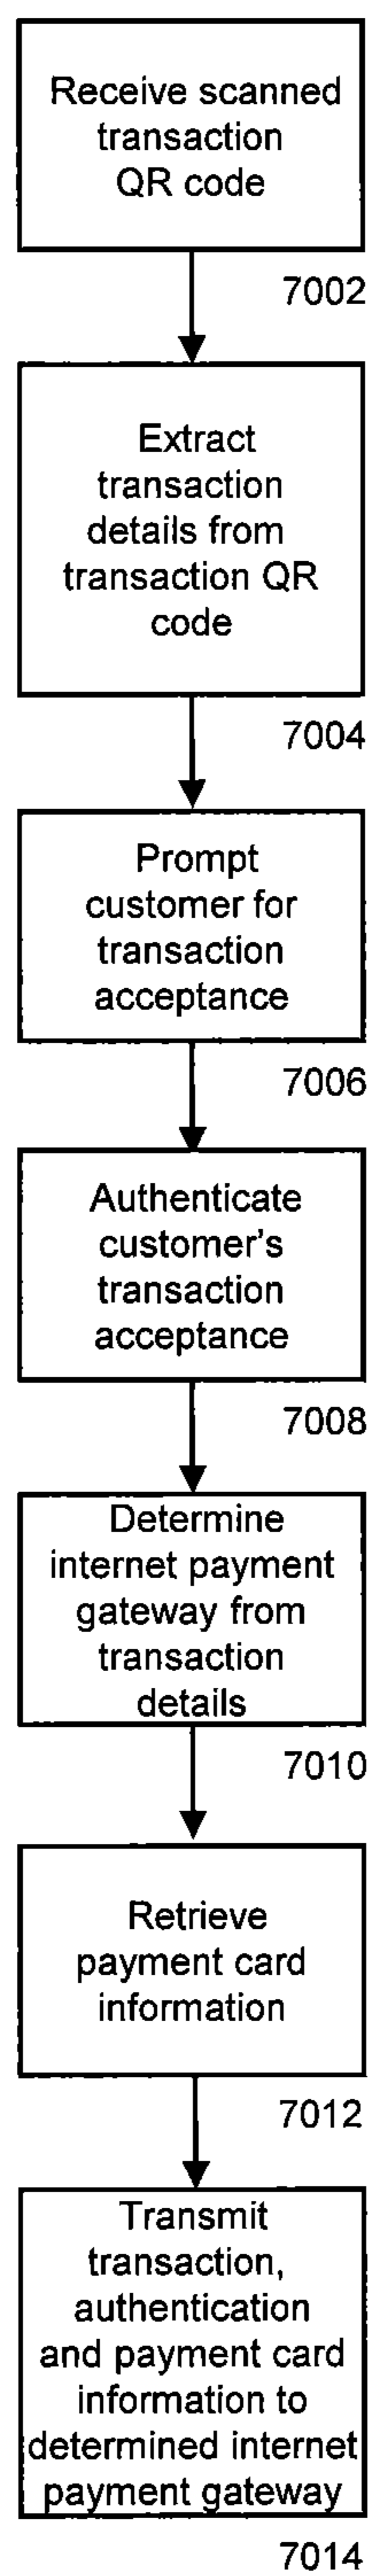 Receive scanned
transaction
QR code
7002
Extract
transaction
details from
transaction QR
code
7004
Prompt
customer for
transaction
acceptance
7006
Authenticate
customer's
transaction
acceptance
7008
Determine
internet payment
gateway from
transaction
details
7010
Retrieve
payment card
information
7012
Transmit
transaction,
authentication
and payment card
information to
determined internet
payment gateway
7014